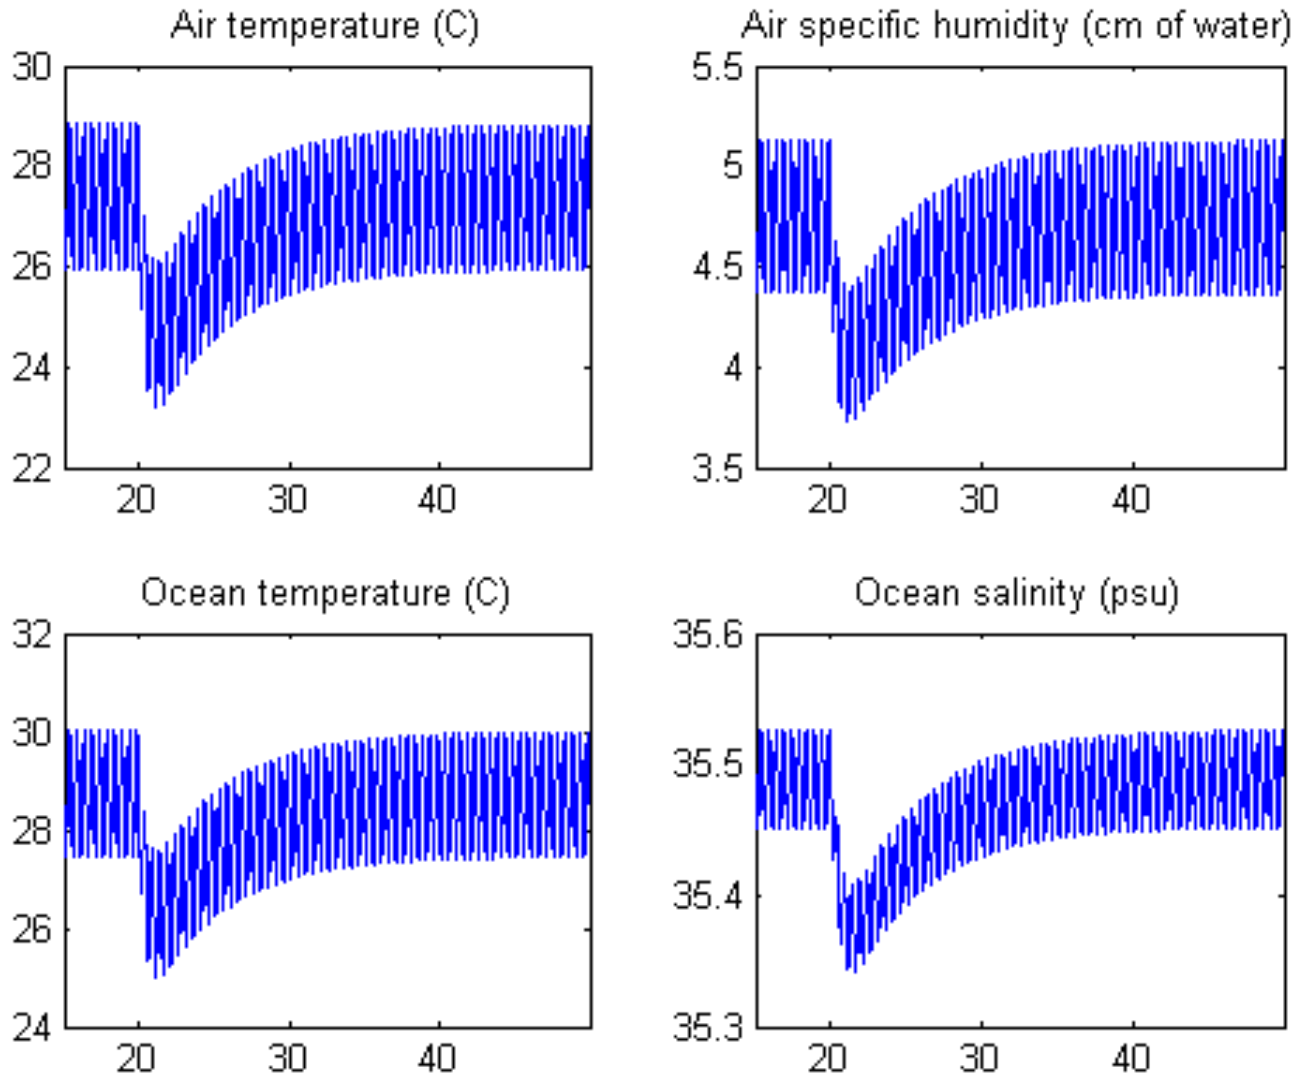 Air temperature (C)
30
28
26
24
22
20 30 40
Air specific humidity (cm of water)
5.5
5
4.5
4
3.5
20 30 40
Ocean temperature (C)
32
30
28
26
24
20 30 40
Ocean salinity (psu)
35.6
35.5
35.4
35.3
20 30 40